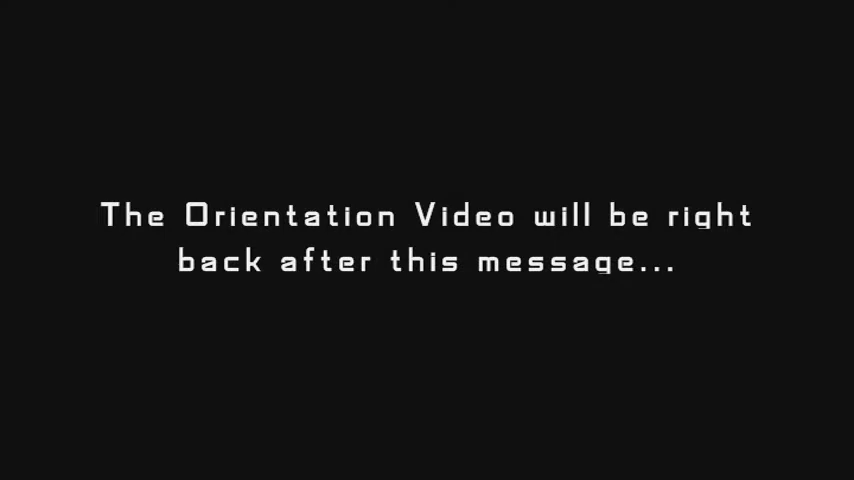 The Orientation Video will be right
back after this message...